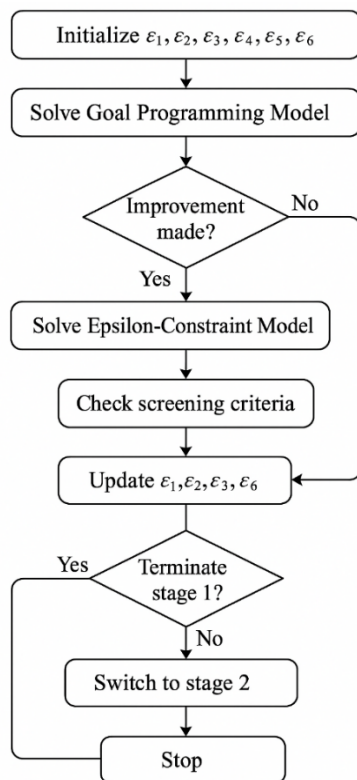 Initialize ε₁, ε₂, ε₃, ε₄, ε₅, ε₆
Solve Goal Programming Model
Improvement
made?
No
Yes
Solve Epsilon-Constraint Model
Check screening criteria
Update ε₁,ε₂,ε₃,ε₆
Yes
Terminate
stage 1?
No
Switch to stage 2
Stop